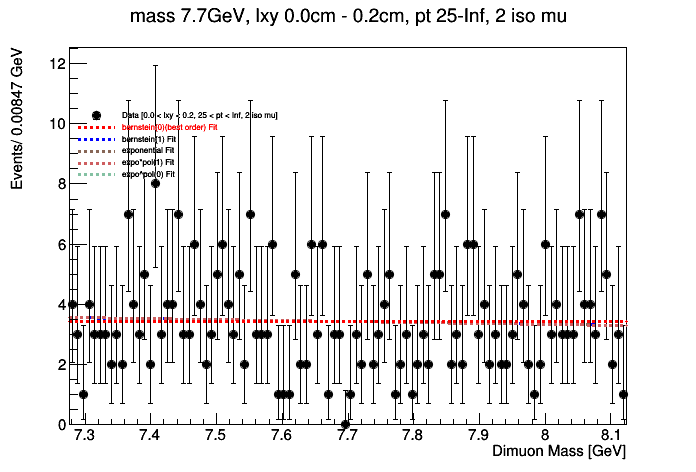 mass 7.7GeV, lxy 0.0cm - 0.2cm, pt 25-Inf, 2 iso mu
Events/ 0.00847 GeV
12
10
8
6
4
2
0
Data [0.0 < lxy < 0.2, 25 < pt < Inf, 2 iso mu]
bernstein(0)(best order) Fit
bernstein(1) Fit
exponential Fit
expo*pol(1) Fit
expo^pol(0) Fit
7.3 7.4 7.5 7.6 7.7 7.8 7.9 8 8.1
Dimuon Mass [GeV]